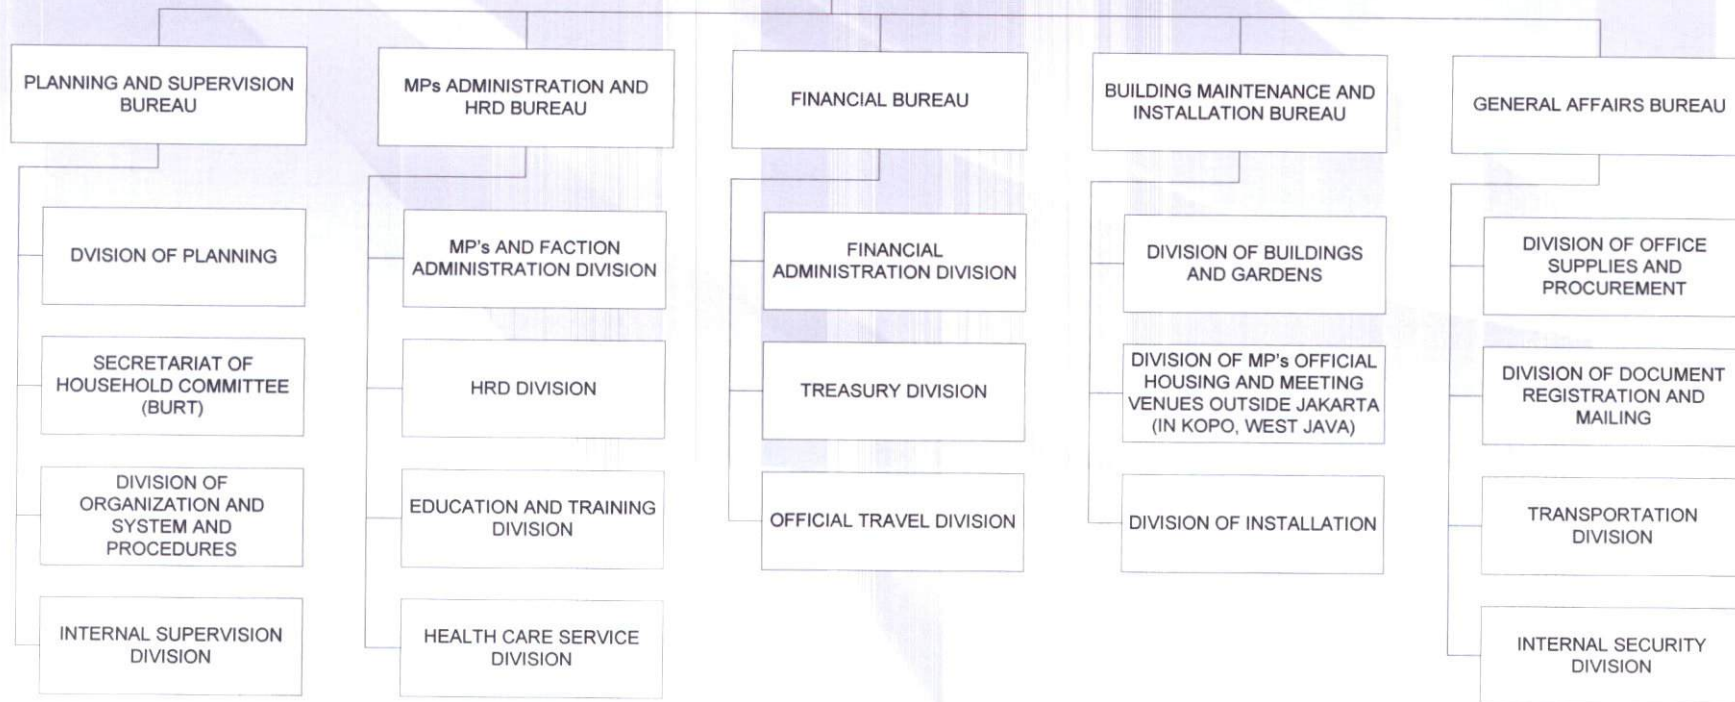 PLANNING AND SUPERVISION
BUREAU
MPs ADMINISTRATION AND
HRD BUREAU
FINANCIAL BUREAU
BUILDING MAINTENANCE AND
INSTALLATION BUREAU
GENERAL AFFAIRS BUREAU
DVISION OF PLANNING
SECRETARIAT OF
HOUSEHOLD COMMITTEE
(BURT)
DIVISION OF
ORGANIZATION AND
SYSTEM AND
PROCEDURES
INTERNAL SUPERVISION
DIVISION
MP's AND FACTION
ADMINISTRATION DIVISION
HRD DIVISION
EDUCATION AND TRAINING
DIVISION
HEALTH CARE SERVICE
DIVISION
FINANCIAL
ADMINISTRATION DIVISION
TREASURY DIVISION
OFFICIAL TRAVEL DIVISION
DIVISION OF BUILDINGS
AND GARDENS
DIVISION OF MP's OFFICIAL
HOUSING AND MEETING
VENUES OUTSIDE JAKARTA
(IN KOPO, WEST JAVA)
DIVISION OF INSTALLATION
DIVISION OF OFFICE
SUPPLIES AND
PROCUREMENT
DIVISION OF DOCUMENT
REGISTRATION AND
MAILING
TRANSPORTATION
DIVISION
INTERNAL SECURITY
DIVISION